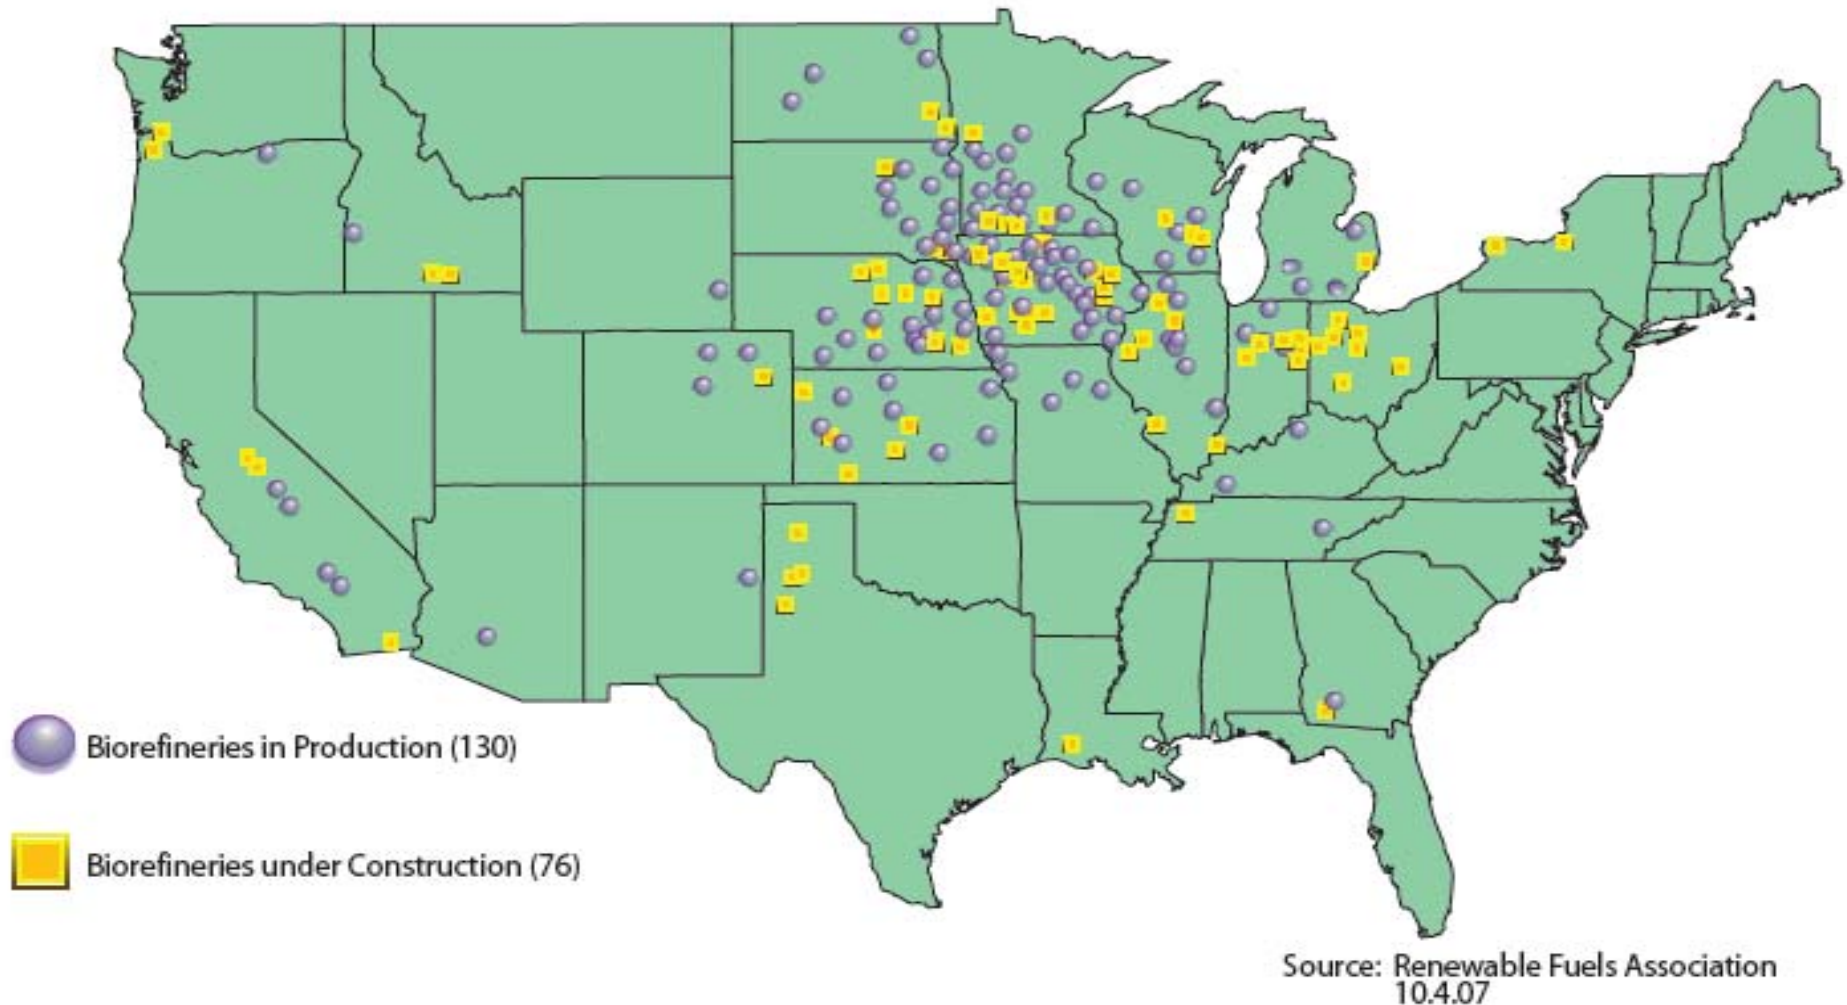 Biorefineries in Production (130)
Biorefineries under Construction (76)
Source: Renewable Fuels Association
10.4.07